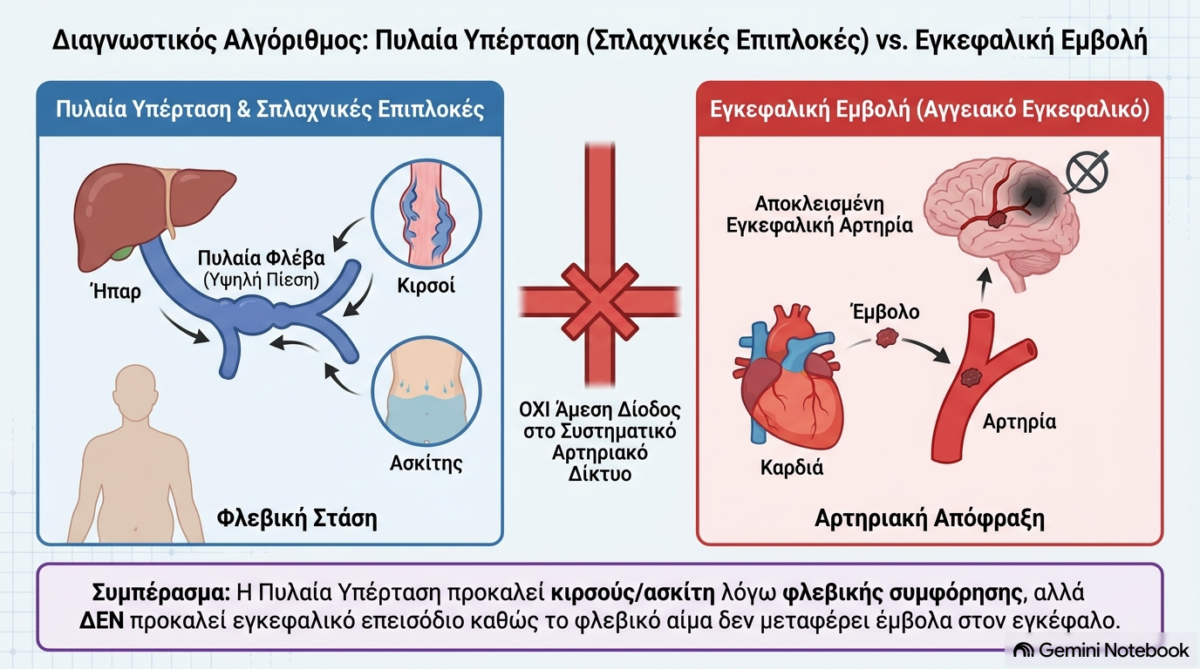 Διαγνωστικός Αλγόριθμος: Πυλαία Υπέρταση (Σπλαχνικές Επιπλοκές) vs. Εγκεφαλική Εμβολή
Πυλαία Υπέρταση & Σπλαχνικές Επιπλοκές
Ήπαρ
Πυλαία Φλέβα
(Υψηλή Πίεση)
Κιρσοί
Ασκίτης
Φλεβική Στάση
ΟΧΙ Άμεση Δίοδος
στο Συστηματικό
Αρτηριακό
Δίκτυο
Εγκεφαλική Εμβολή (Αγγειακό Εγκεφαλικό)
Αποκλεισμένη
Εγκεφαλική Αρτηρία
Έμβολο
Καρδιά
Αρτηρία
Αρτηριακή Απόφραξη
Συμπέρασμα: Η Πυλαία Υπέρταση προκαλεί κιρσούς/ασκίτη λόγω φλεβικής συμφόρησης, αλλά
ΔΕΝ προκαλεί εγκεφαλικό επεισόδιο καθώς το φλεβικό αίμα δεν μεταφέρει έμβολα στον εγκέφαλο.
Gemini Notebook